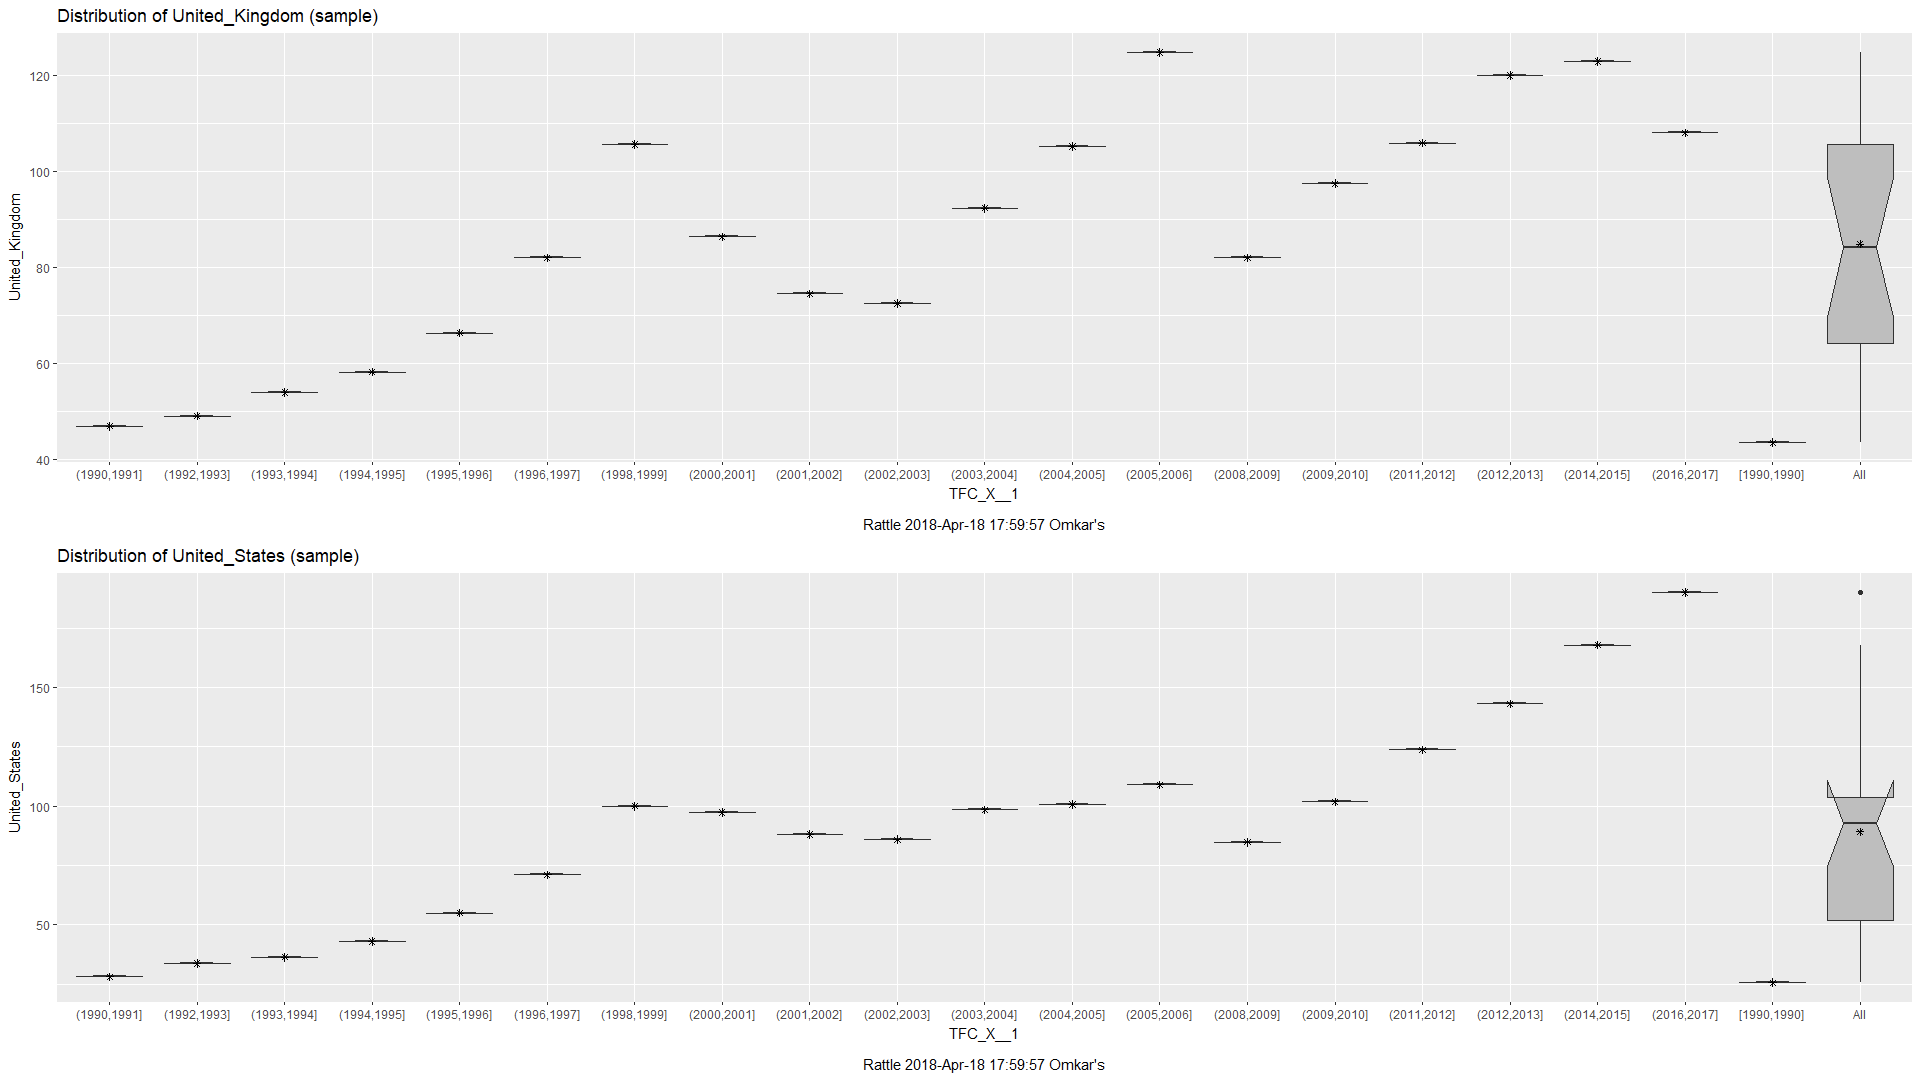 Distribution of United_Kingdom (sample)
United_Kingdom
120
100
80
60
40
(1990,1991] (1992,1993] (1993,1994] (1994,1995] (1995,1996] (1996,1997] (1998,1999] (2000,2001] (2001,2002] (2002,2003] (2003,2004] (2004,2005] (2005,2006] (2008,2009] (2009,2010] (2011,2012] (2012,2013] (2014,2015] (2016,2017] [1990,1990] All
TFC_X__1
Rattle 2018-Apr-18 17:59:57 Omkar's
Distribution of United_States (sample)
United_States
150
100
50
(1990,1991] (1992,1993] (1993,1994] (1994,1995] (1995,1996] (1996,1997] (1998,1999] (2000,2001] (2001,2002] (2002,2003] (2003,2004] (2004,2005] (2005,2006] (2008,2009] (2009,2010] (2011,2012] (2012,2013] (2014,2015] (2016,2017] [1990,1990] All
TFC_X__1
Rattle 2018-Apr-18 17:59:57 Omkar's